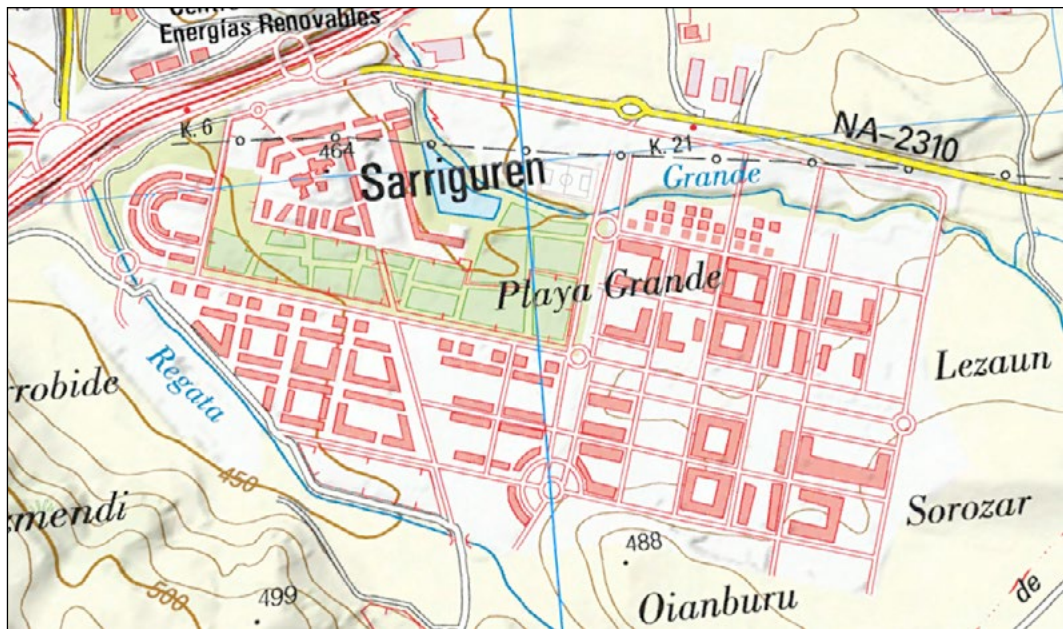 Energías Renovables
K. 6
464
Sarriguren
K. 21
NA-2310
Grande
Playa Grande
Lezaun
Regata
robide
450
mendi
Sorozar
488
500
499
Oianburu
de